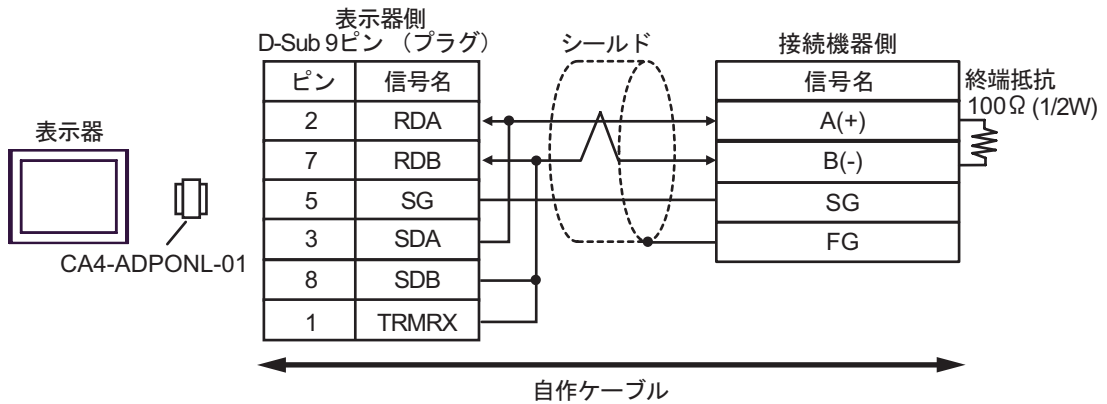 表示器側
D-Sub 9ピン （プラグ）
シールド
接続機器側
ピン 信号名
信号名
終端抵抗
100Ω (1/2W)
2 RDA
A(+)
表示器
7 RDB
B(-)
5 SG
SG
3 SDA
FG
CA4-ADPONL-01
8 SDB
1 TRMRX
自作ケーブル